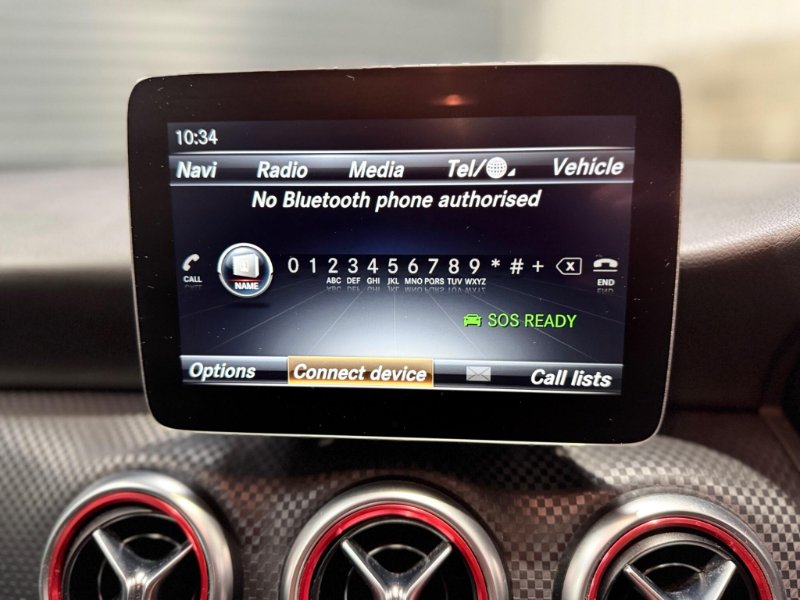 10:34
Navi Radio Media Tel/ Vehicle
No Bluetooth phone authorised
CALL NAME 0 1 2 3 4 5 6 7 8 9 * # + END
ABC DEF GHI JKL MNO PQRS TUV WXYZ
SOS READY
Options Connect device Call lists